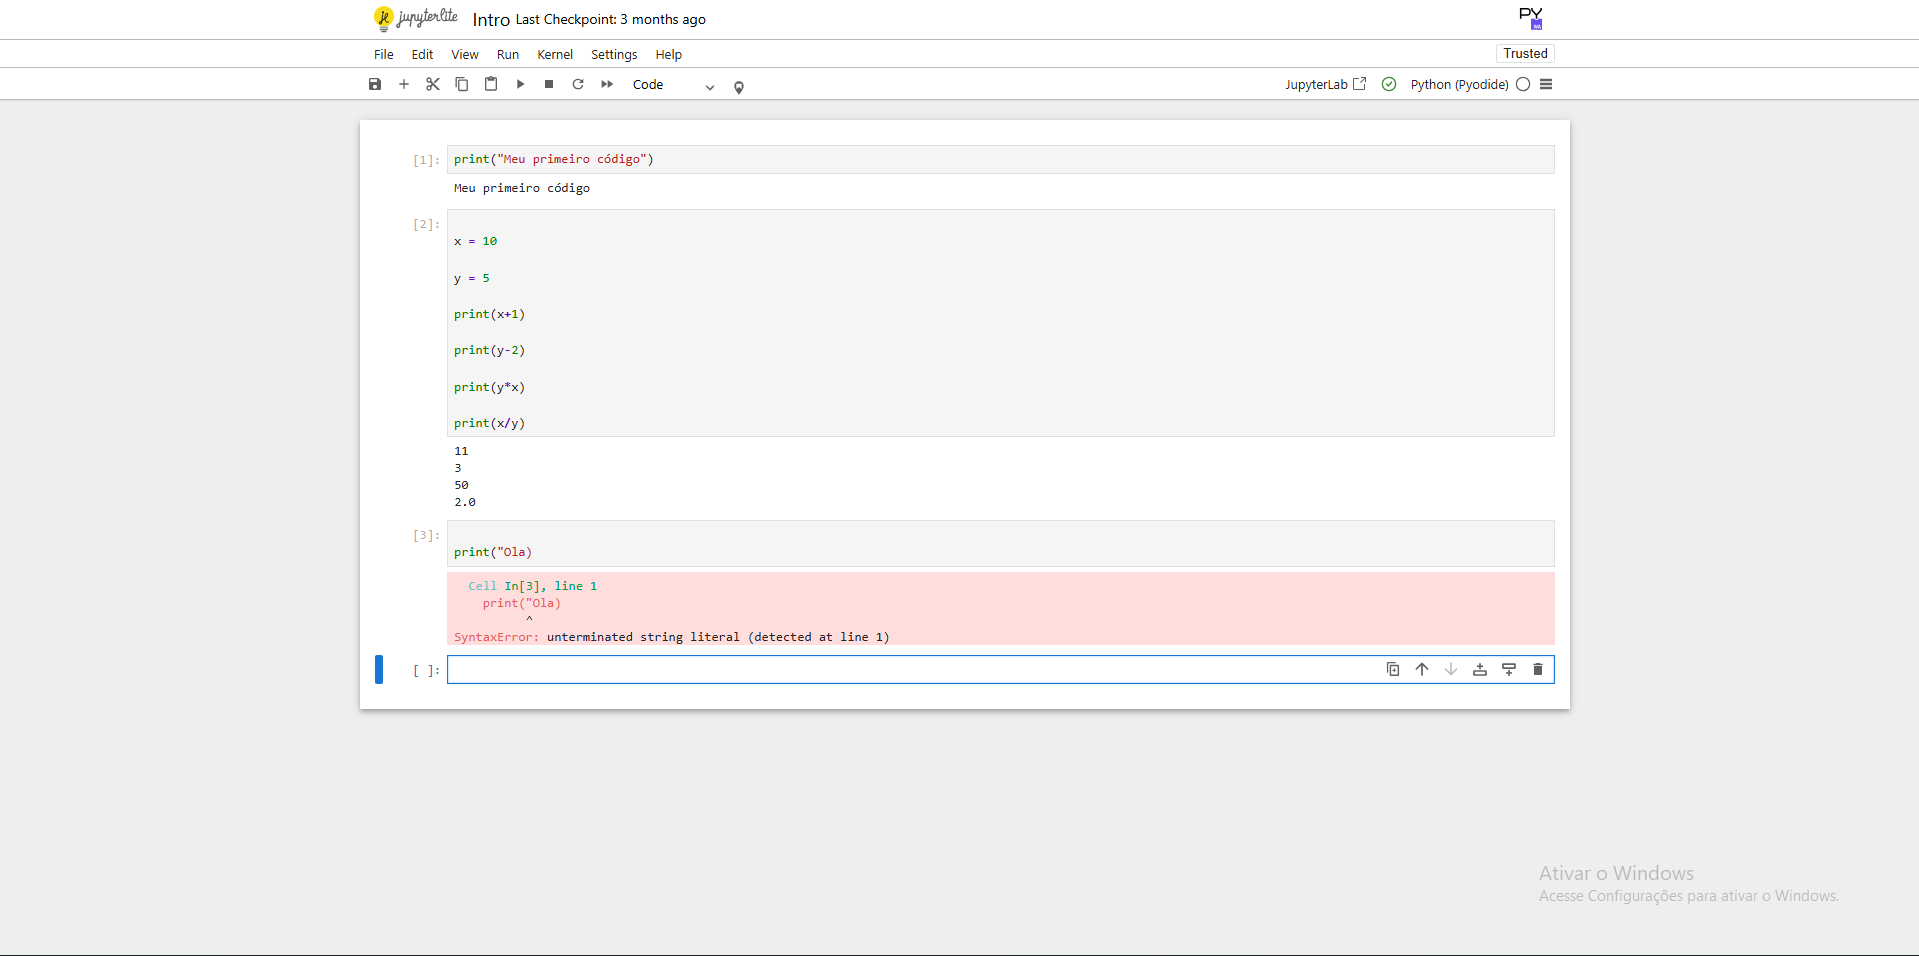 jupyterlite Intro Last Checkpoint: 3 months ago PY
File Edit View Run Kernel Settings Help Trusted
Code JupyterLab Python (Pyodide)
[1]: print("Meu primeiro código")
Meu primeiro código
[2]:
x = 10
y = 5
print(x+1)
print(y-2)
print(y*x)
print(x/y)
11
3
50
2.0
[3]:
print("Ola)
Cell In[3], line 1
print("Ola)
^
SyntaxError: unterminated string literal (detected at line 1)
[ ]:
Ativar o Windows
Acesse Configurações para ativar o Windows.